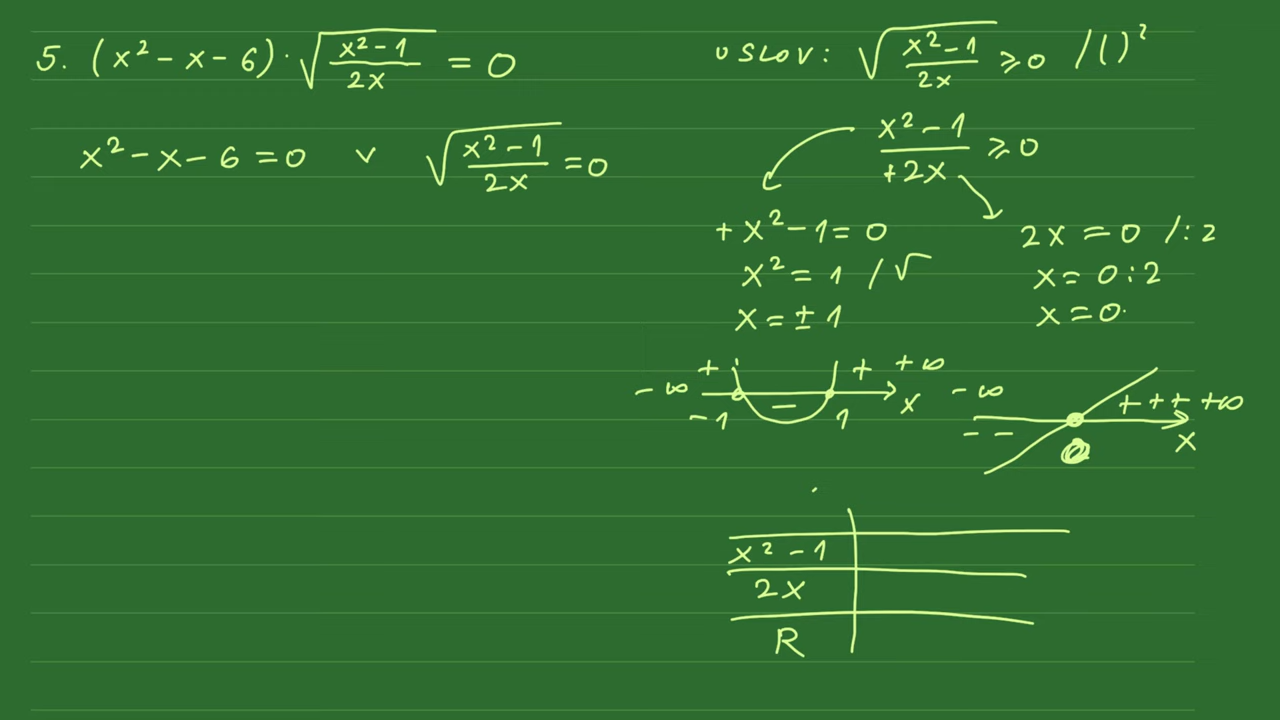 5. (x² - x - 6) · √((x² - 1)/(2x)) = 0
x² - x - 6 = 0 ∨ √((x² - 1)/(2x)) = 0
USLOV: √((x² - 1)/(2x)) ≥ 0 /()²
(x² - 1)/(+2x) ≥ 0
+x² - 1 = 0
x² = 1 /√
x = ± 1
2x = 0 /:2
x = 0:2
x = 0
+ + +∞
-∞ - x
-1 1
-∞ + + + +∞
- - x
0
x² - 1
2x
R